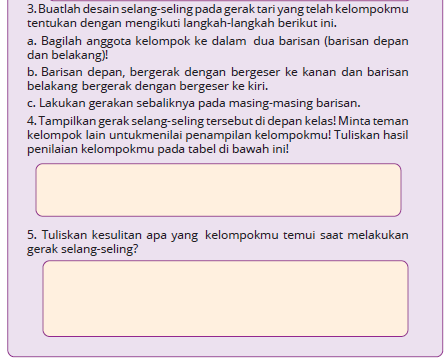 3. Buatlah desain selang-seling pada gerak tari yang telah kelompokmu
tentukan dengan mengikuti langkah-langkah berikut ini.
a. Bagilah anggota kelompok ke dalam dua barisan (barisan depan
dan belakang)!
b. Barisan depan, bergerak dengan bergeser ke kanan dan barisan
belakang bergerak dengan bergeser ke kiri.
c. Lakukan gerakan sebaliknya pada masing-masing barisan.
4. Tampilkan gerak selang-seling tersebut di depan kelas! Minta teman
kelompok lain untukmenilai penampilan kelompokmu! Tuliskan hasil
penilaian kelompokmu pada tabel di bawah ini!
5. Tuliskan kesulitan apa yang kelompokmu temui saat melakukan
gerak selang-seling?